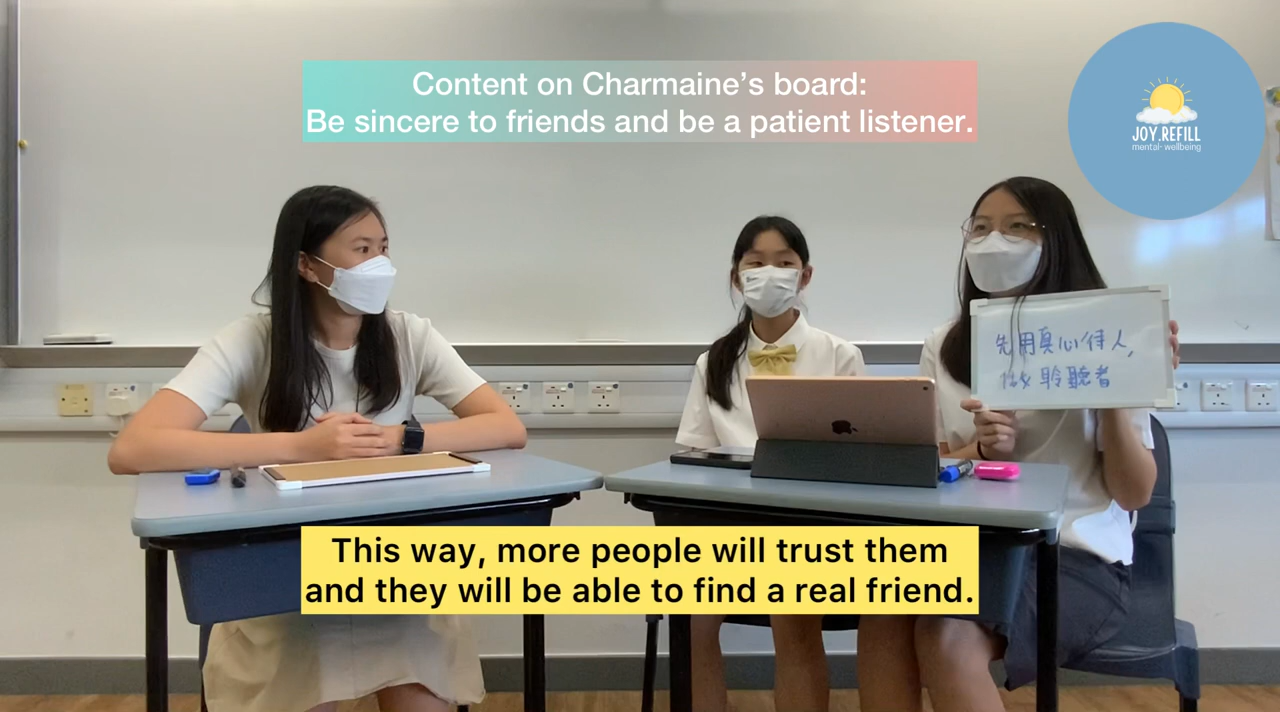 Content on Charmaine’s board:
Be sincere to friends and be a patient listener.
JOY.REFILL
mental·wellbeing
先用真心待人,
做聆聽者
This way, more people will trust them
and they will be able to find a real friend.